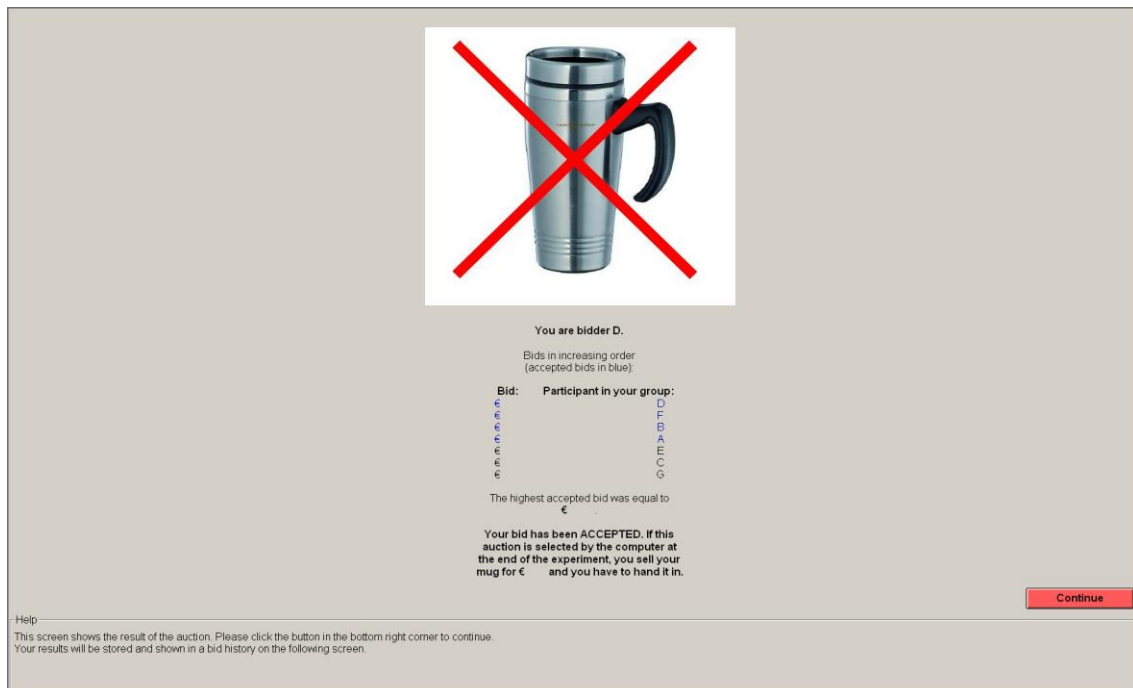 You are bidder D.
Bids in increasing order
(accepted bids in blue):
Bid: Participant in your group:
€ D
€ F
€ B
€ A
€ E
€ C
€ G
The highest accepted bid was equal to
€ .
Your bid has been ACCEPTED. If this
auction is selected by the computer at
the end of the experiment, you sell your
mug for € and you have to hand it in.
Continue
Help
This screen shows the result of the auction. Please click the button in the bottom right corner to continue.
Your results will be stored and shown in a bid history on the following screen.